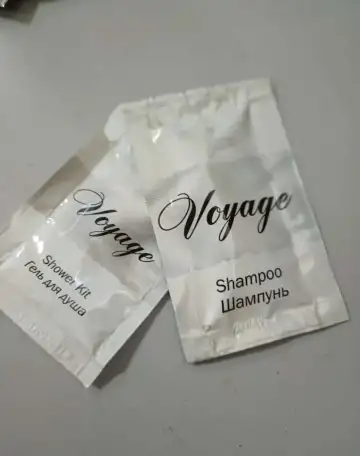 Voyage
Shower Kit
Гель для душа
Voyage
Shampoo
Шампунь